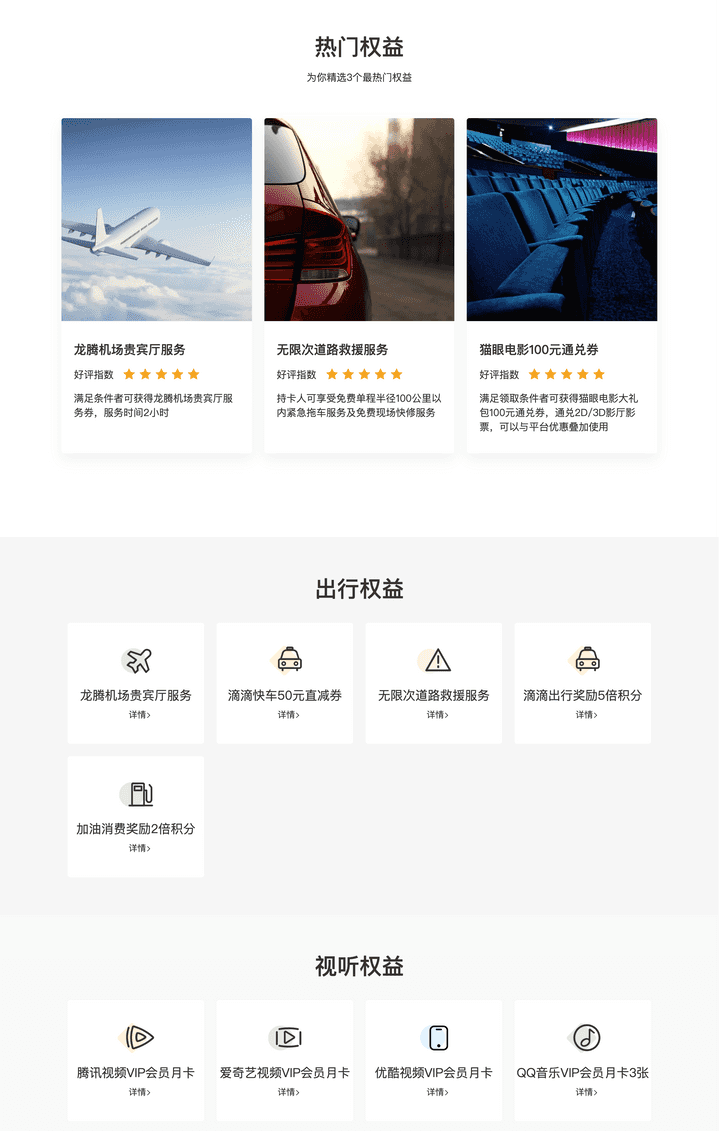 热门权益
为你精选3个最热门权益
龙腾机场贵宾厅服务
好评指数
满足条件者可获得龙腾机场贵宾厅服
务券，服务时间2小时
无限次道路救援服务
好评指数
持卡人可享受免费单程半径100公里以
内紧急拖车服务及免费现场快修服务
猫眼电影100元通兑券
好评指数
满足领取条件者可获得猫眼电影大礼
包100元通兑券，通兑2D/3D影厅影
票，可以与平台优惠叠加使用
出行权益
龙腾机场贵宾厅服务
详情>
滴滴快车50元直减券
详情>
无限次道路救援服务
详情>
滴滴出行奖励5倍积分
详情>
加油消费奖励2倍积分
详情>
视听权益
腾讯视频VIP会员月卡
详情>
爱奇艺视频VIP会员月卡
详情>
优酷视频VIP会员月卡
详情>
QQ音乐VIP会员月卡3张
详情>